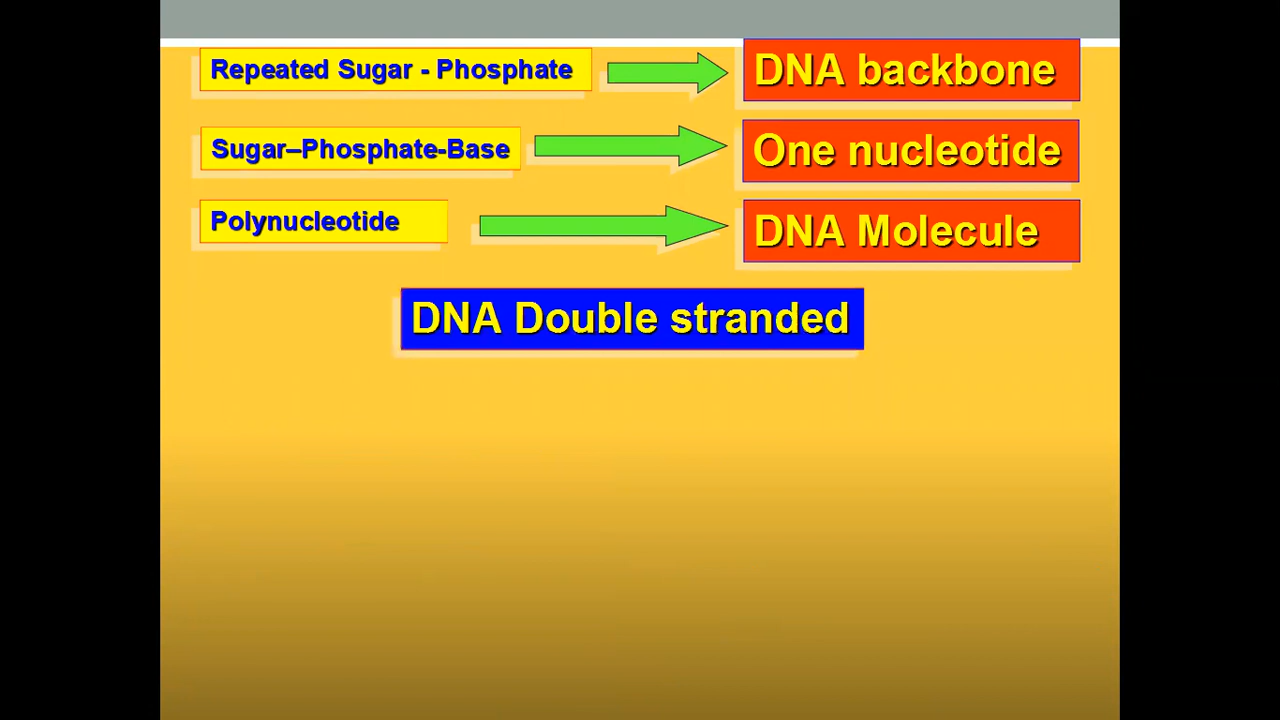 Repeated Sugar - Phosphate
DNA backbone
Sugar–Phosphate-Base
One nucleotide
Polynucleotide
DNA Molecule
DNA Double stranded